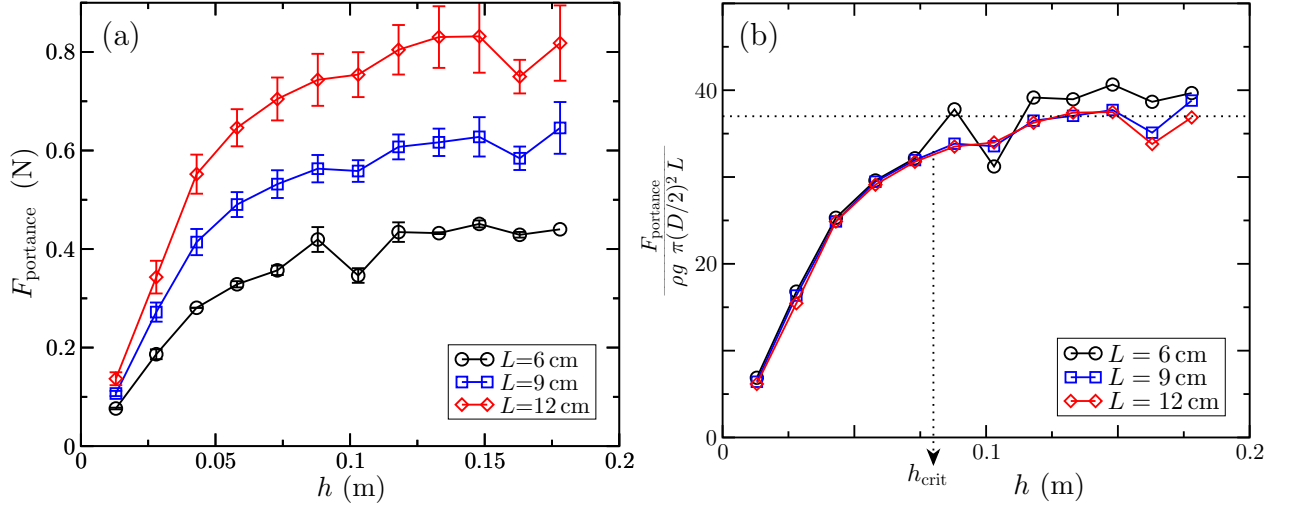 (a)
F_portance (N)
0.8
0.6
0.4
0.2
0
0 0.05 0.1 0.15 0.2
h (m)
L=6 cm
L=9 cm
L=12 cm
(b)
F_portance
ρg π(D/2)² L
40
20
0
0 0.1 0.2
h_crit
h (m)
L = 6 cm
L = 9 cm
L = 12 cm